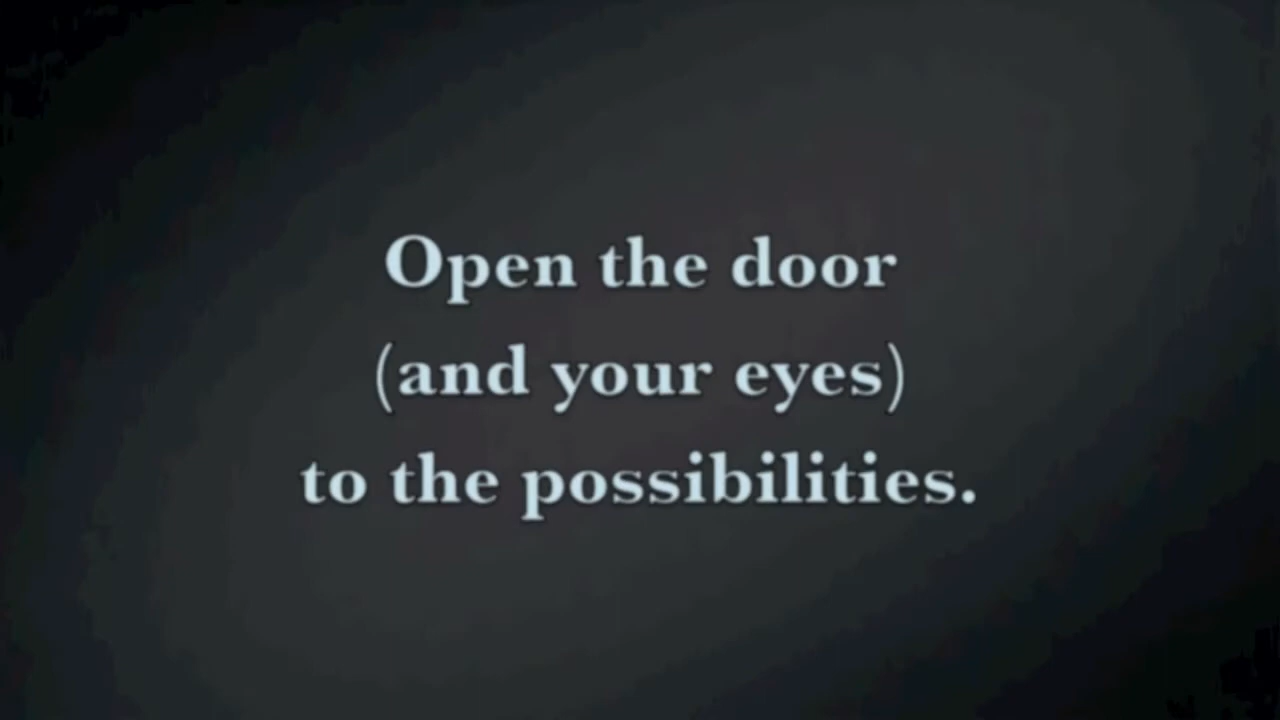 Open the door
(and your eyes)
to the possibilities.